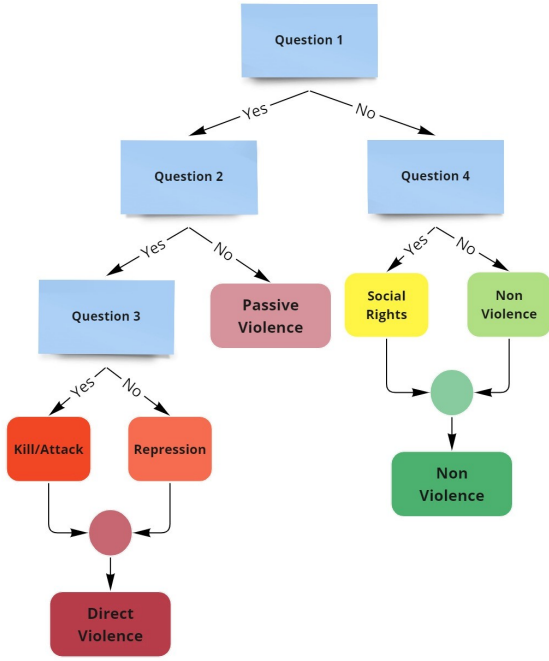 Question 1
Yes
No
Question 2
Question 4
Yes
No
Yes
No
Question 3
Passive
Violence
Social
Rights
Non
Violence
Yes
No
Kill/Attack
Repression
Non
Violence
Direct
Violence